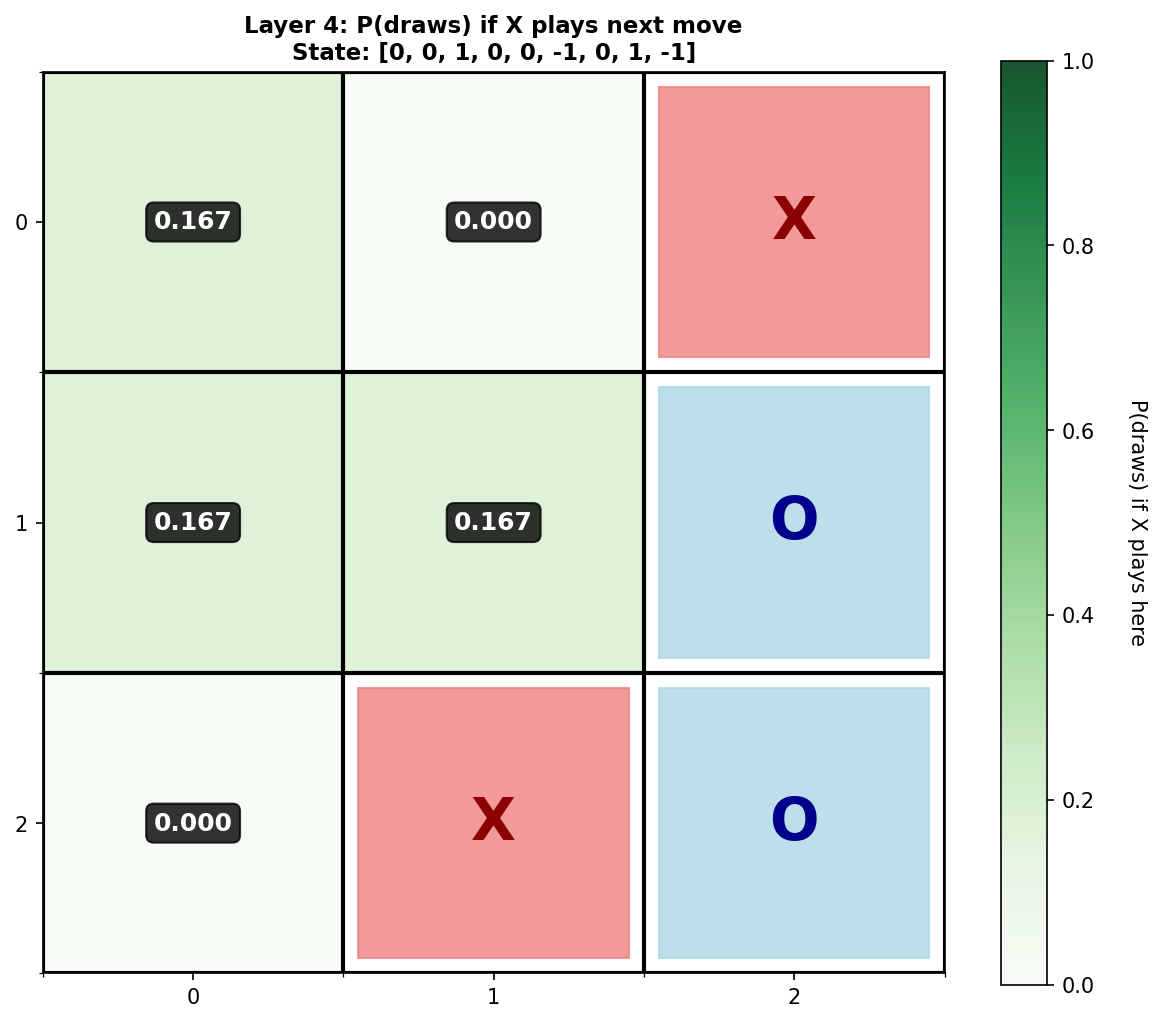 Layer 4: P(draws) if X plays next move
State: [0, 0, 1, 0, 0, -1, 0, 1, -1]
0
0.167
0.000
X
1
0.167
0.167
O
2
0.000
X
O
0
1
2
1.0
0.8
0.6
0.4
0.2
0.0
P(draws) if X plays here